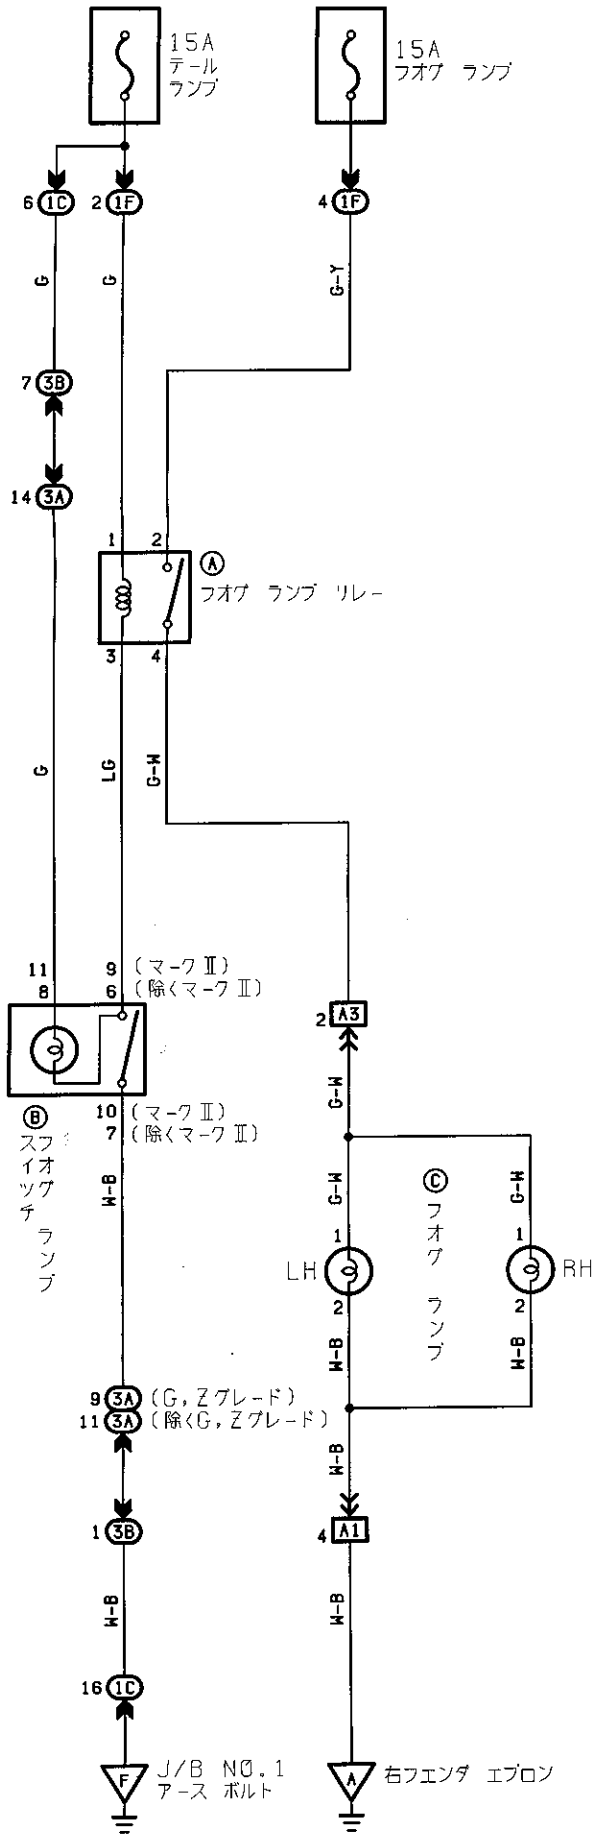 15A
テール
ランプ
15A
フオグ ランプ
6 1C
2 1F
4 1F
G
G
G-Y
7 3B
14 3A
1
2
A
フオグ ランプ リレー
3
4
G
LG
G-W
11
9 (マークⅡ)
8
6 (除くマークⅡ)
2 A3
G-W
10 (マークⅡ)
7 (除くマークⅡ)
B
フオグ ランプ
スイツチ
W-B
G-W
C
フオグ ランプ
G-W
1
1
LH
RH
2
2
W-B
W-B
9 3A (G,Zグレード)
11 3A (除くG,Zグレード)
W-B
1 3B
4 A1
W-B
W-B
16 1C
F
J/B NO.1
アース ボルト
A
右フエンダ エプロン